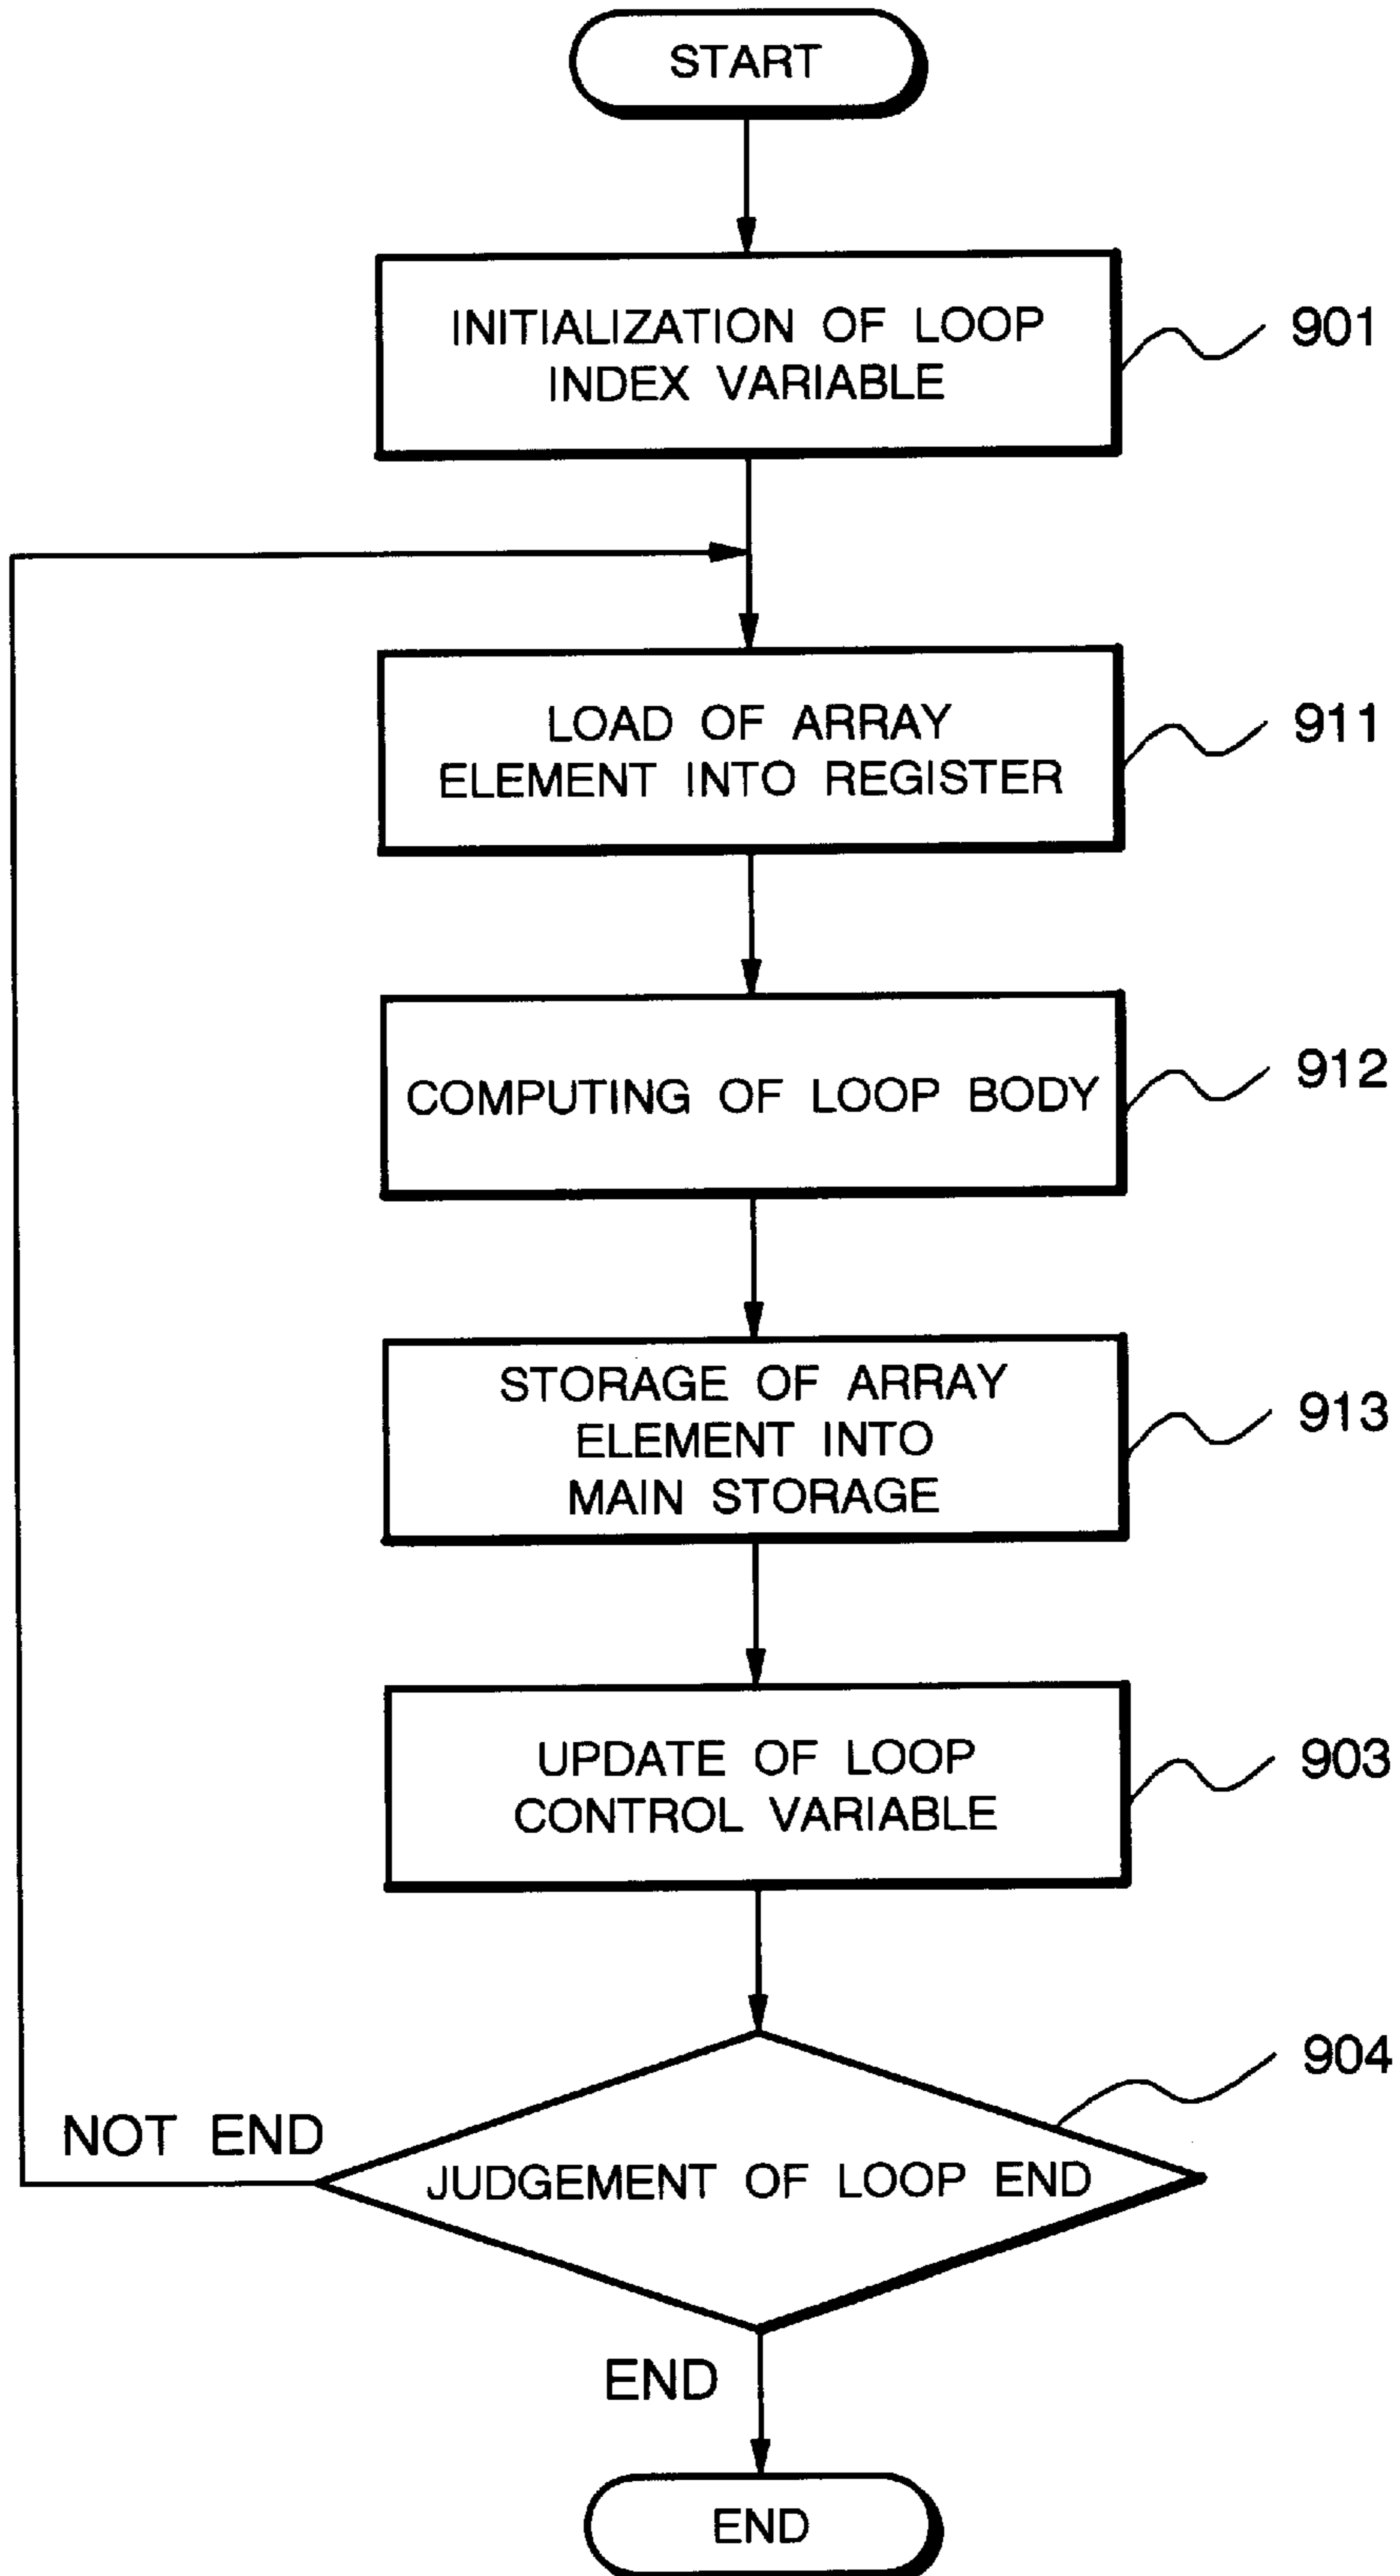 START
INITIALIZATION OF LOOP
INDEX VARIABLE
901
LOAD OF ARRAY
ELEMENT INTO REGISTER
911
COMPUTING OF LOOP BODY
912
STORAGE OF ARRAY
ELEMENT INTO
MAIN STORAGE
913
UPDATE OF LOOP
CONTROL VARIABLE
903
904
NOT END
JUDGEMENT OF LOOP END
END
END